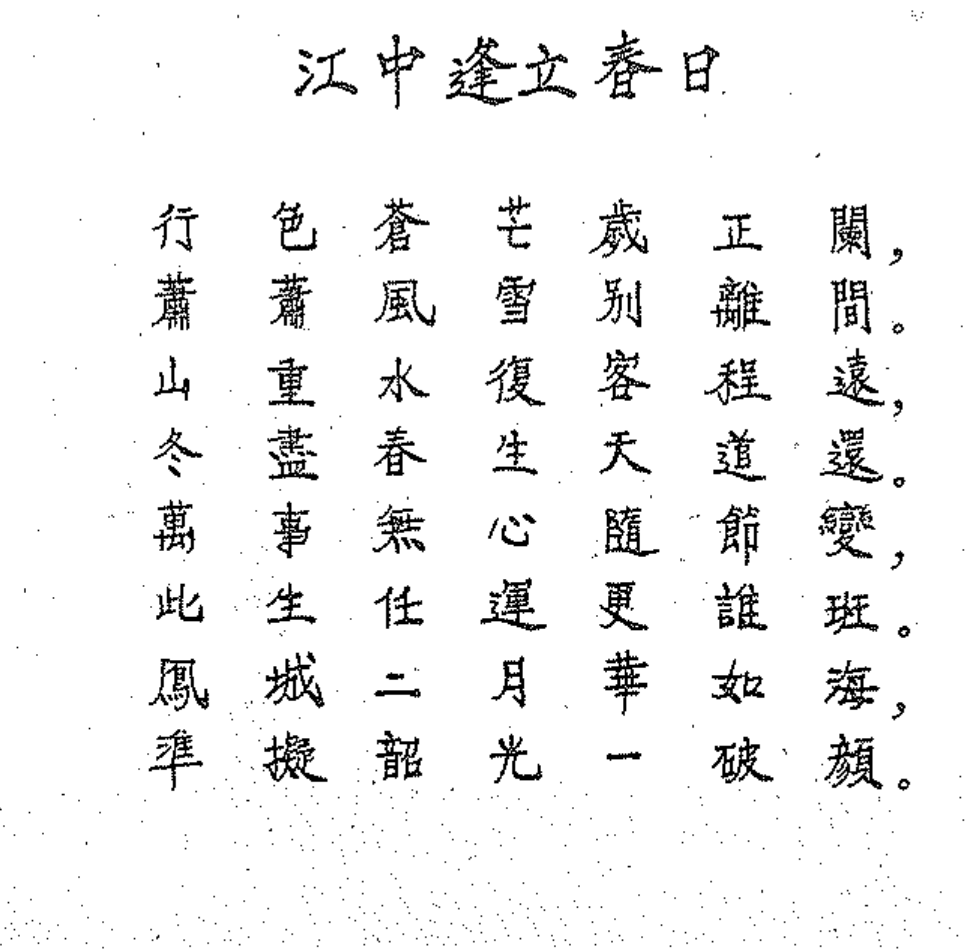 江中逢立春日
行色蒼芒歲正闌,
蕭蕭風雪別離間。
山重水復客程遠,
冬盡春生天道還。
萬事無心隨節變,
此生任運更誰班。
鳳城二月華如海,
準擬韶光一破顏。